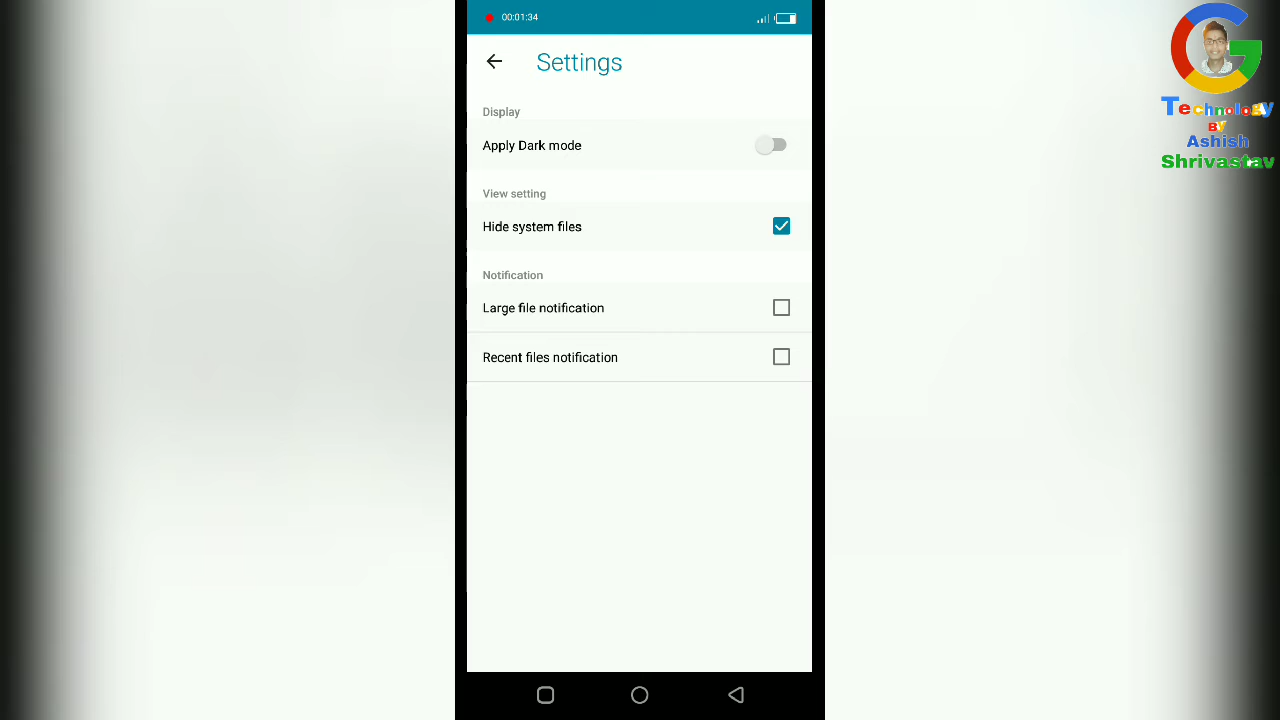 00:01:34
Settings
Display
Apply Dark mode
View setting
Hide system files
Notification
Large file notification
Recent files notification
Technology
BY
Ashish
Shrivastav